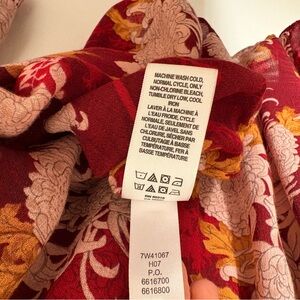 MACHINE WASH COLD,
NORMAL CYCLE, ONLY
NON-CHLORINE BLEACH,
TUMBLE DRY LOW, COOL
IRON
LAVER À LA MACHINE À
L'EAU FROIDE, CYCLE
NORMALE, SEULEMENT DE
L'EAU DE JAVEL SANS
CHLORURE, SÉCHER PAR
CULBUTAGE À BASSE
TEMPÉRATURE, FER À
BASSE TEMPÉRATURE
7W41067
H07
P.O.
6616700
6616800